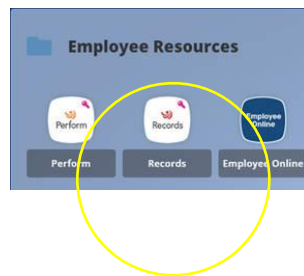 Employee Resources
Perform
Records
Employee
Online
Perform
Records
Employee Online